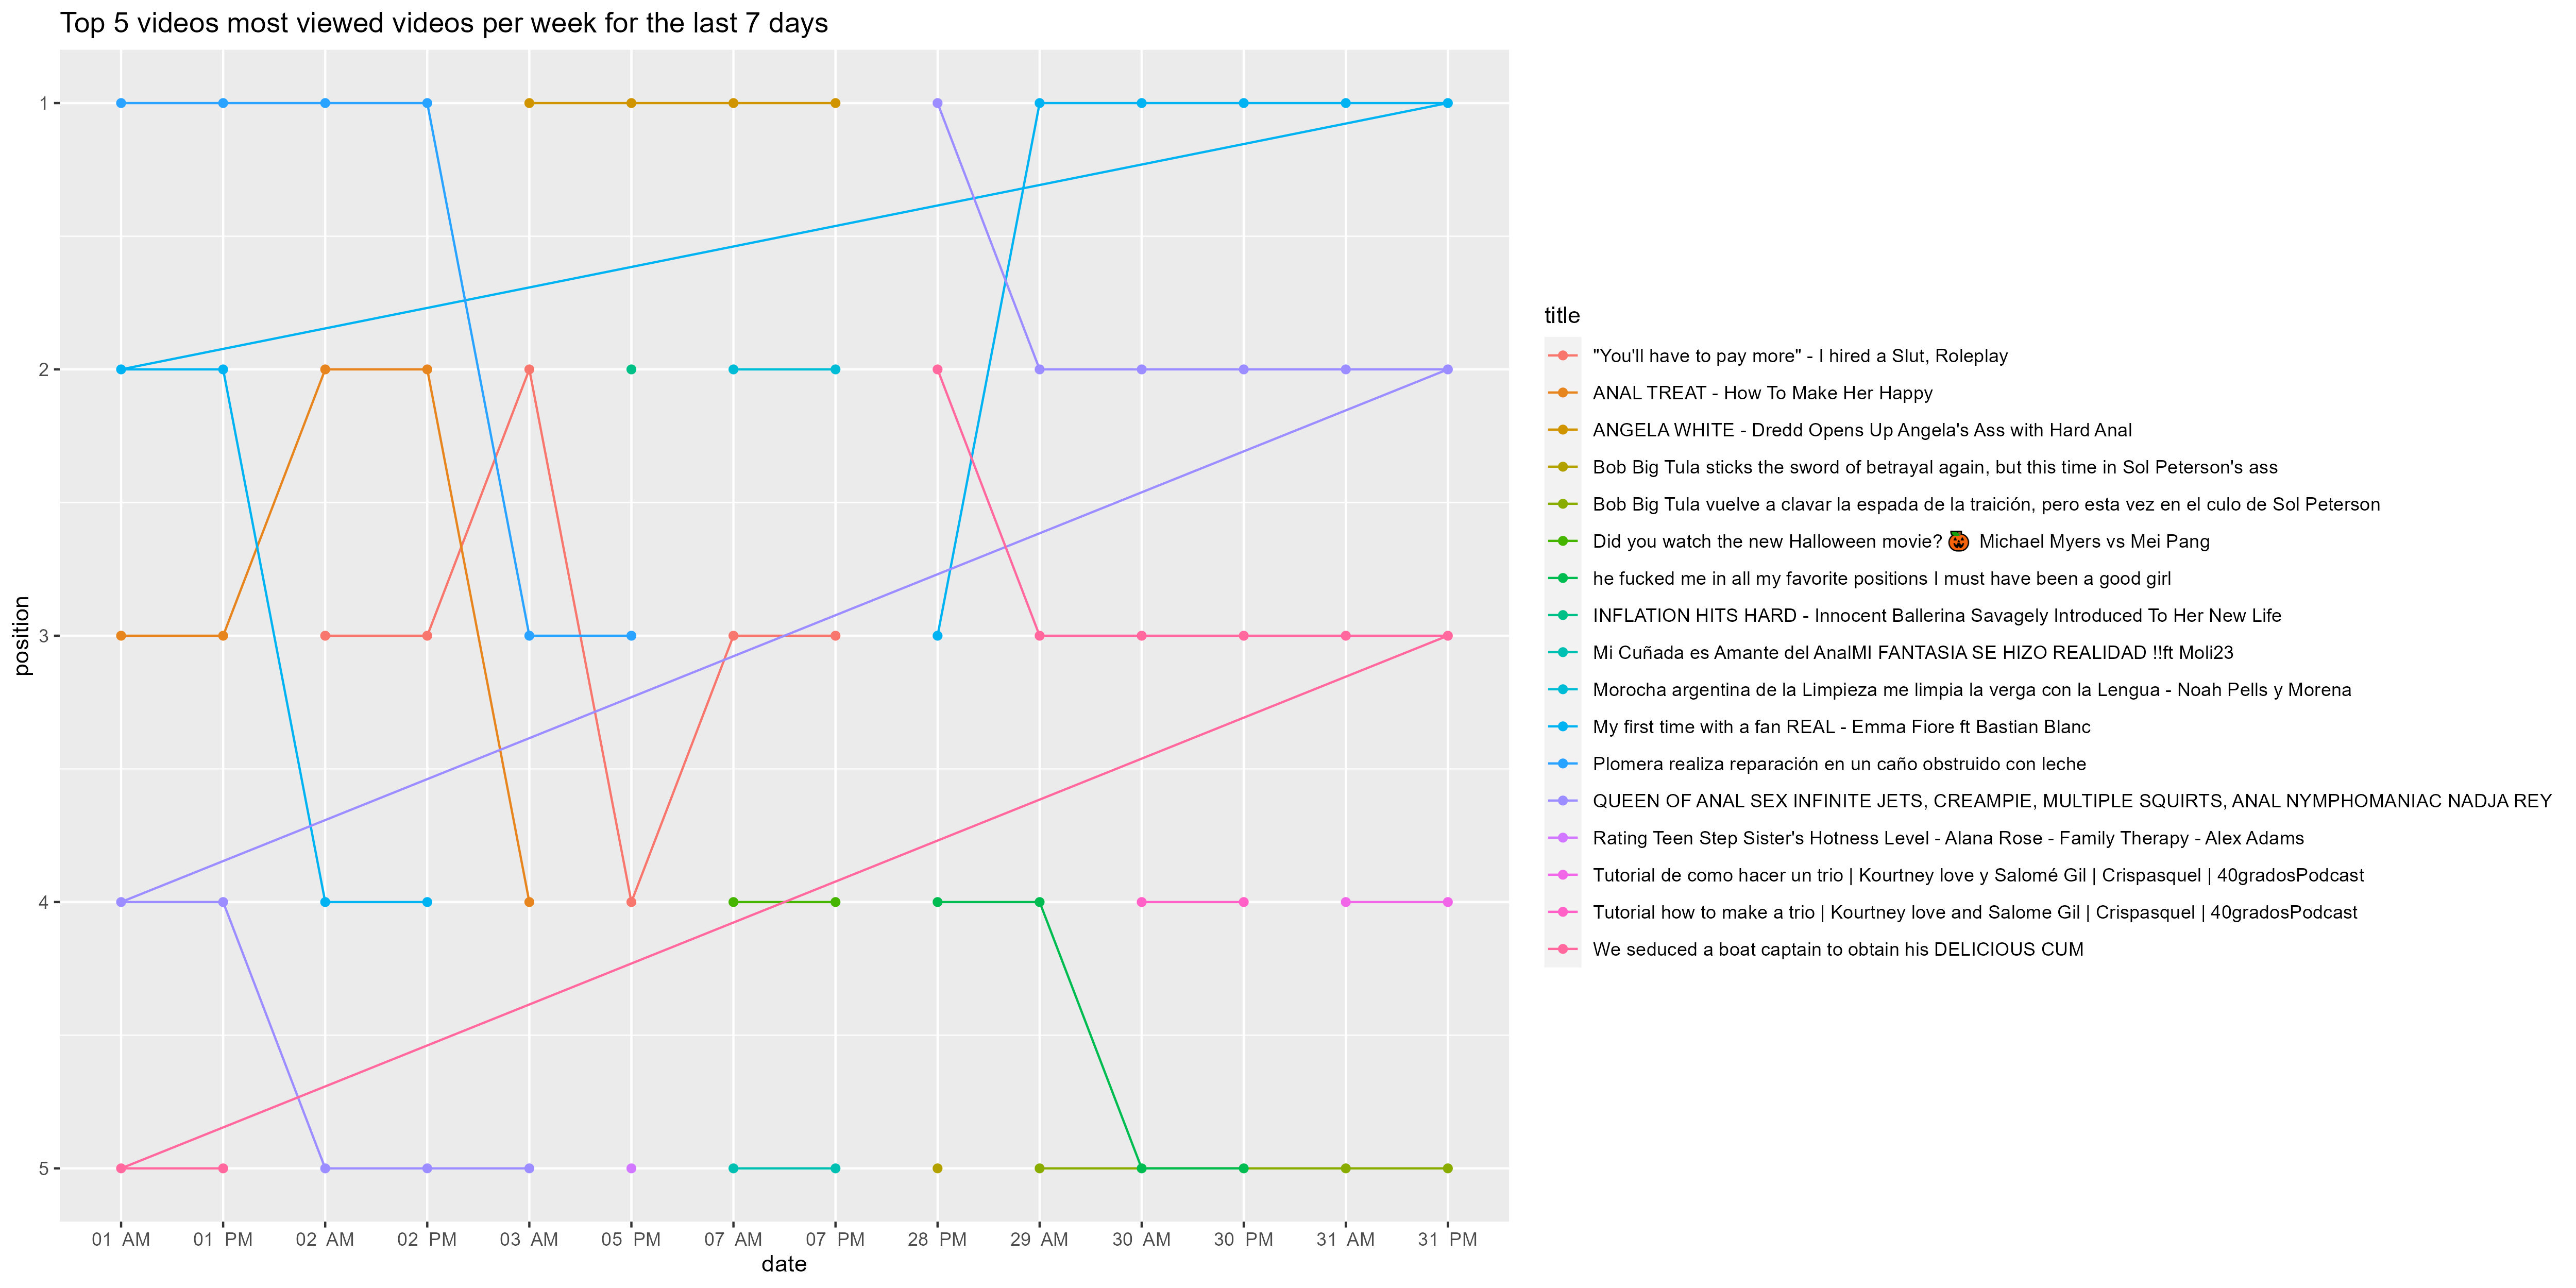 Top 5 videos most viewed videos per week for the last 7 days
position
1
2
3
4
5
01 AM
01 PM
02 AM
02 PM
03 AM
05 PM
07 AM
07 PM
28 PM
29 AM
30 AM
30 PM
31 AM
31 PM
date
title
"You'll have to pay more" - I hired a Slut, Roleplay
ANAL TREAT - How To Make Her Happy
ANGELA WHITE - Dredd Opens Up Angela's Ass with Hard Anal
Bob Big Tula sticks the sword of betrayal again, but this time in Sol Peterson's ass
Bob Big Tula vuelve a clavar la espada de la traición, pero esta vez en el culo de Sol Peterson
Did you watch the new Halloween movie? 🎃 Michael Myers vs Mei Pang
he fucked me in all my favorite positions I must have been a good girl
INFLATION HITS HARD - Innocent Ballerina Savagely Introduced To Her New Life
Mi Cuñada es Amante del AnalMI FANTASIA SE HIZO REALIDAD !!ft Moli23
Morocha argentina de la Limpieza me limpia la verga con la Lengua - Noah Pells y Morena
My first time with a fan REAL - Emma Fiore ft Bastian Blanc
Plomera realiza reparación en un caño obstruido con leche
QUEEN OF ANAL SEX INFINITE JETS, CREAMPIE, MULTIPLE SQUIRTS, ANAL NYMPHOMANIAC NADJA REY
Rating Teen Step Sister's Hotness Level - Alana Rose - Family Therapy - Alex Adams
Tutorial de como hacer un trio | Kourtney love y Salomé Gil | Crispasquel | 40gradosPodcast
Tutorial how to make a trio | Kourtney love and Salome Gil | Crispasquel | 40gradosPodcast
We seduced a boat captain to obtain his DELICIOUS CUM